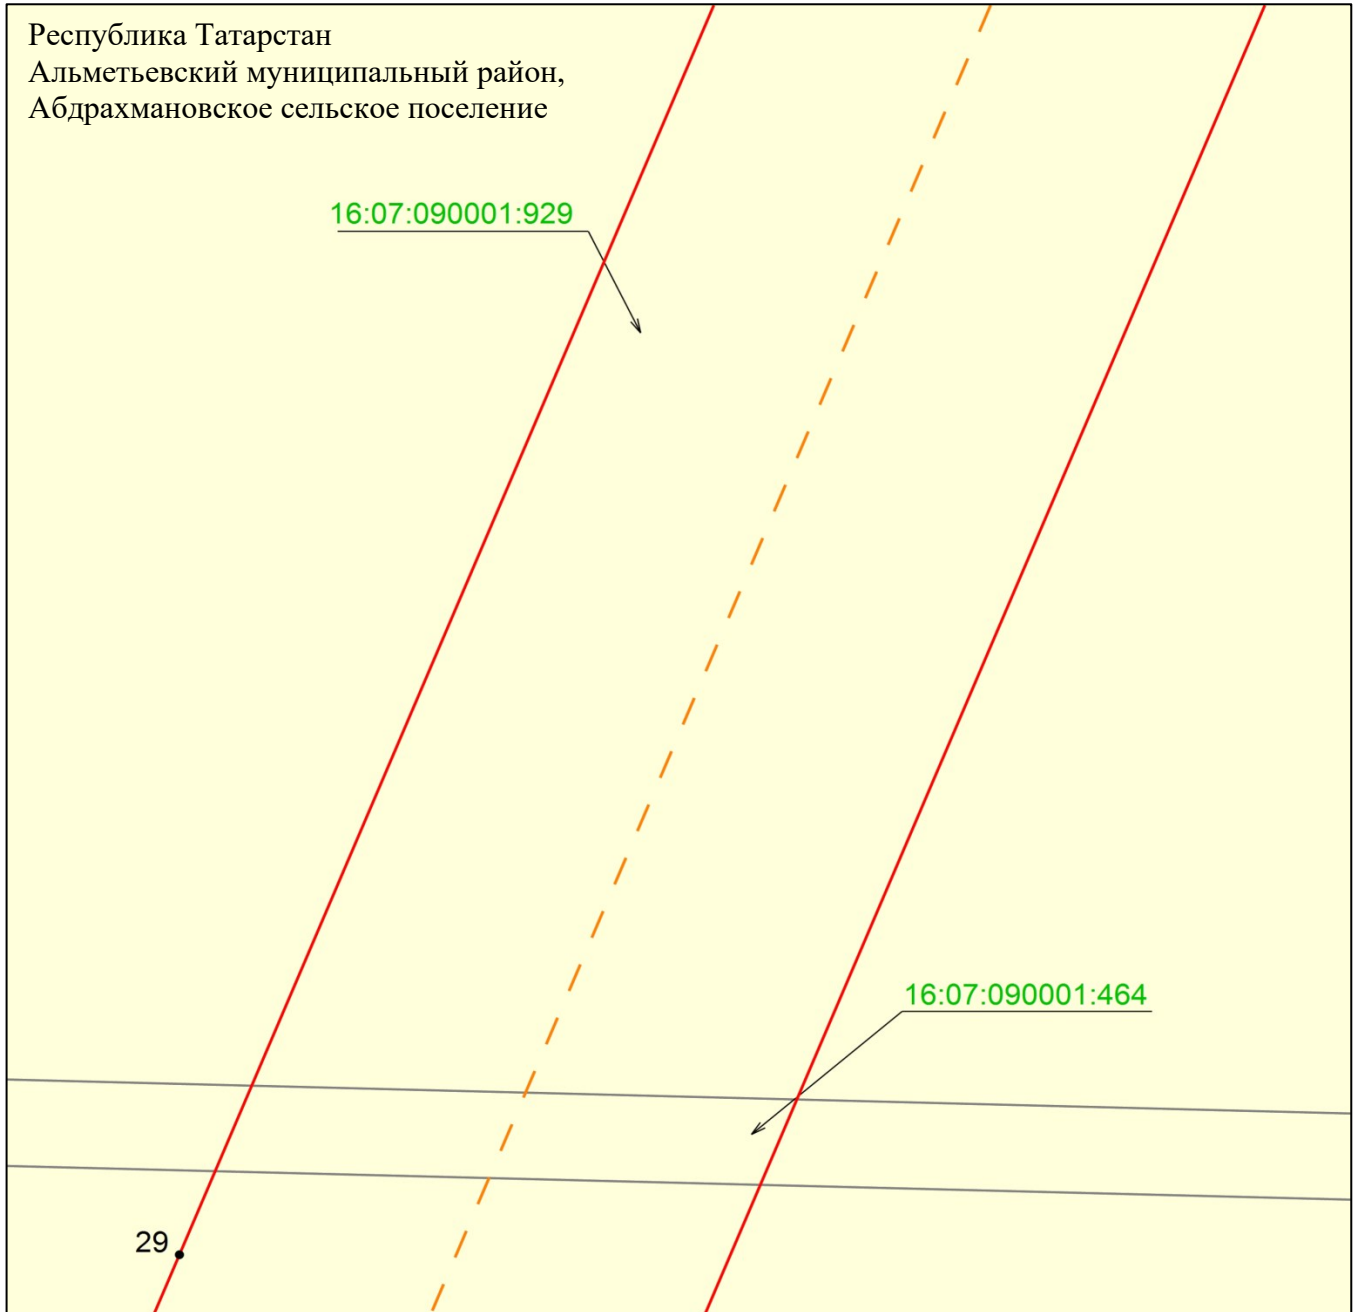 Республика Татарстан
Альметьевский муниципальный район,
Абдрахмановское сельское поселение
16:07:090001:929
16:07:090001:464
29